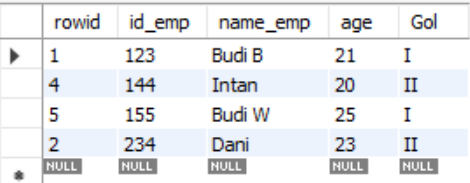 rowid id_emp name_emp age Gol
1 123 Budi B 21 I
4 144 Intan 20 II
5 155 Budi W 25 I
2 234 Dani 23 II
NULL NULL NULL NULL NULL